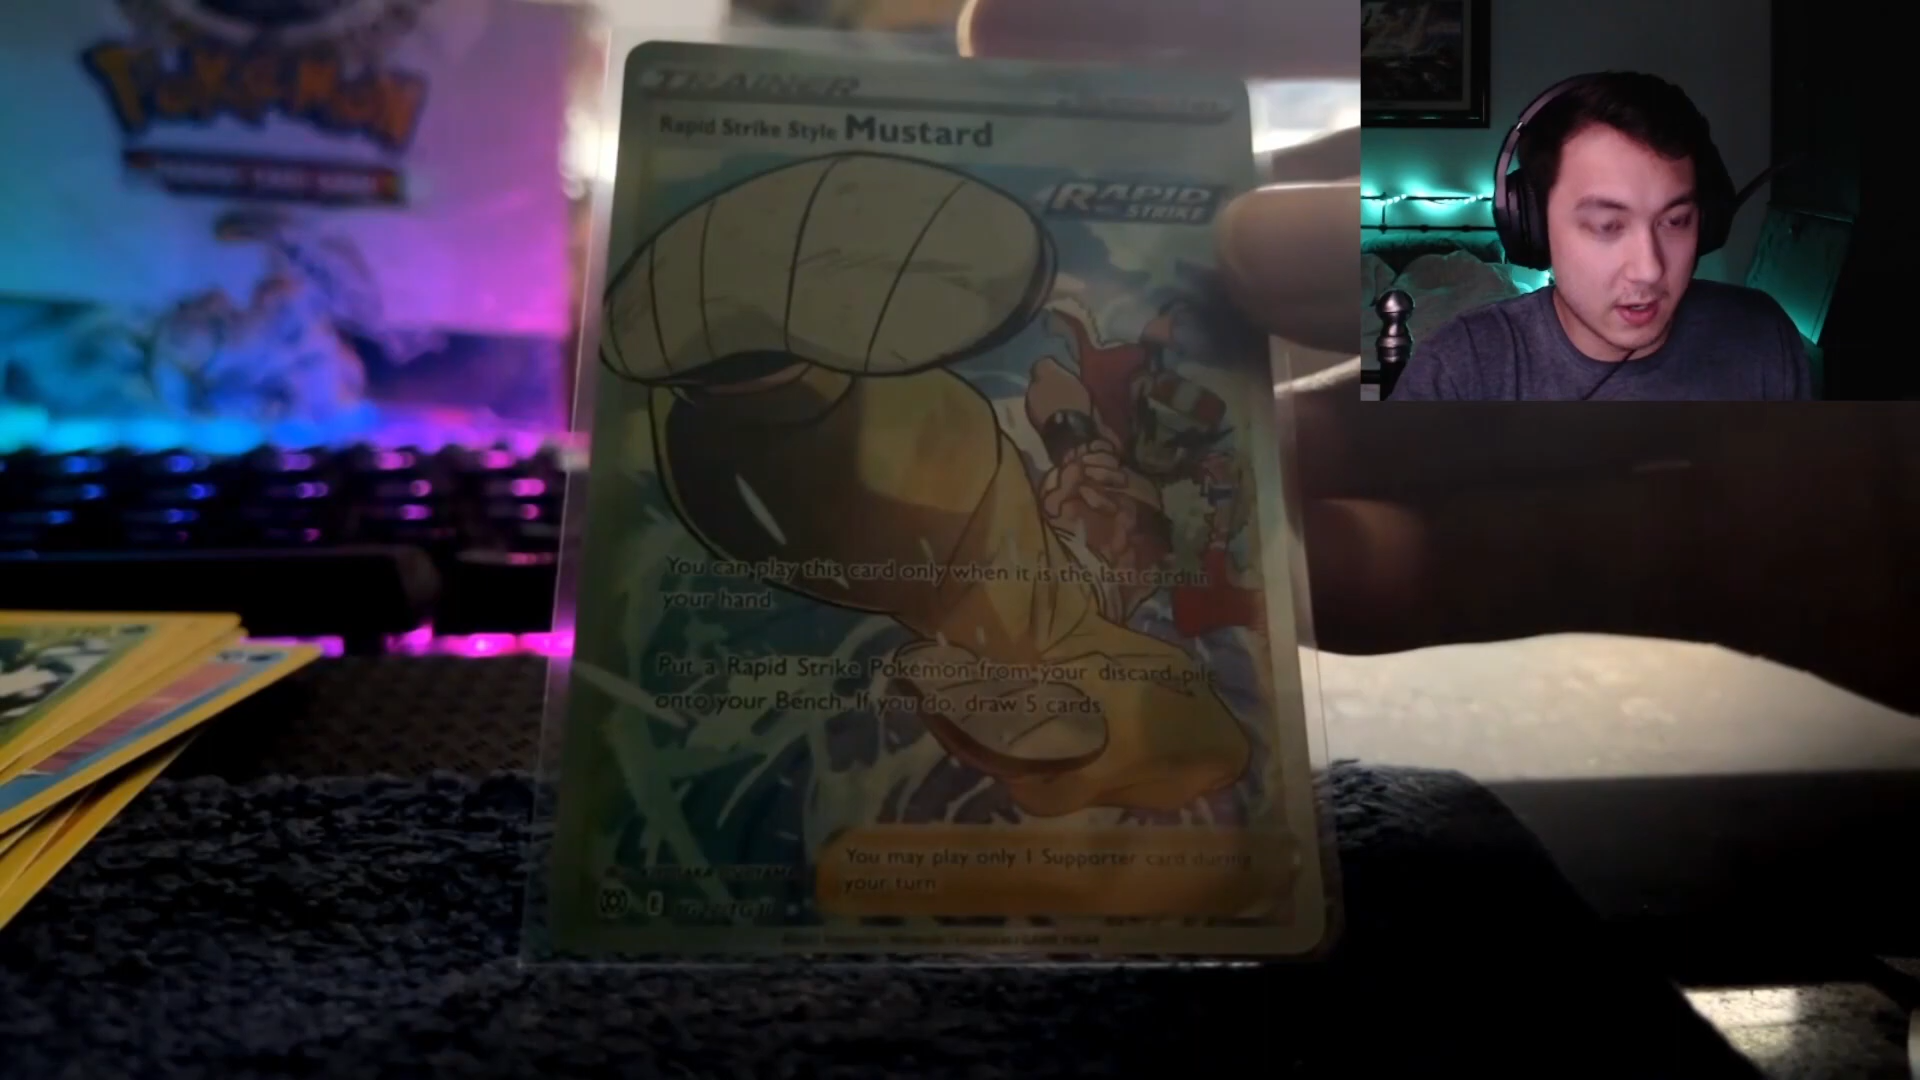 POKÉMON
TRAINER
Rapid Strike Style Mustard
RAPID
STRIKE
You can play this card only when it is the last card in
your hand.
Put a Rapid Strike Pokémon from your discard pile
onto your Bench. If you do, draw 5 cards.
You may play only 1 Supporter card during
your turn.
E